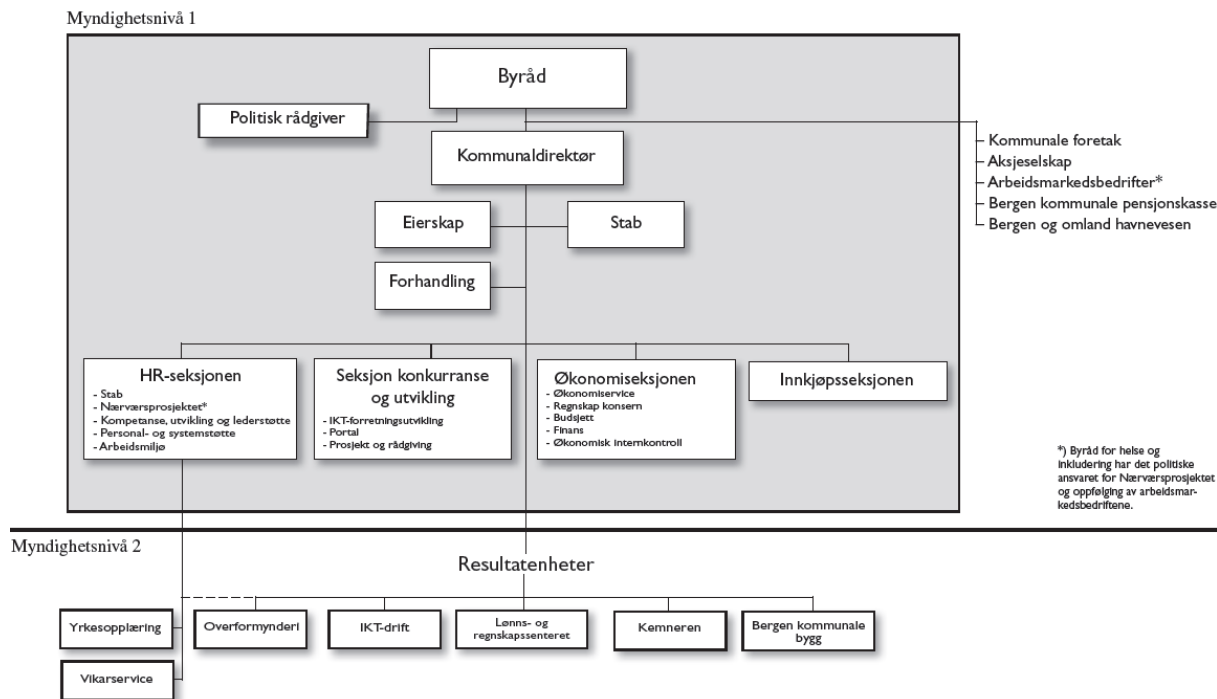 Myndighetsnivå 1
Byråd
Politisk rådgiver
Kommunaldirektør
- Kommunale foretak
- Aksjeselskap
- Arbeidsmarkedsbedrifter*
- Bergen kommunale pensjonskasse
- Bergen og omland havnevesen
Eierskap
Stab
Forhandling
HR-seksjonen
- Stab
- Nærværsprosjektet*
- Kompetanse, utvikling og lederstøtte
- Personal- og systemstøtte
- Arbeidsmiljø
Seksjon konkurranse
og utvikling
- IKT-forretningsutvikling
- Portal
- Prosjekt og rådgiving
Økonomiseksjonen
- Økonomiservice
- Regnskap konsern
- Budsjett
- Finans
- Økonomisk internkontroll
Innkjøpsseksjonen
*) Byråd for helse og
inkludering har det politiske
ansvaret for Nærværsprosjektet
og oppfølging av arbeidsmar-
kedsbedriftene.
Myndighetsnivå 2
Resultatenheter
Yrkesopplæring
Overformynderi
IKT-drift
Lønns- og
regnskapssenteret
Kemneren
Bergen kommunale
bygg
Vikarservice